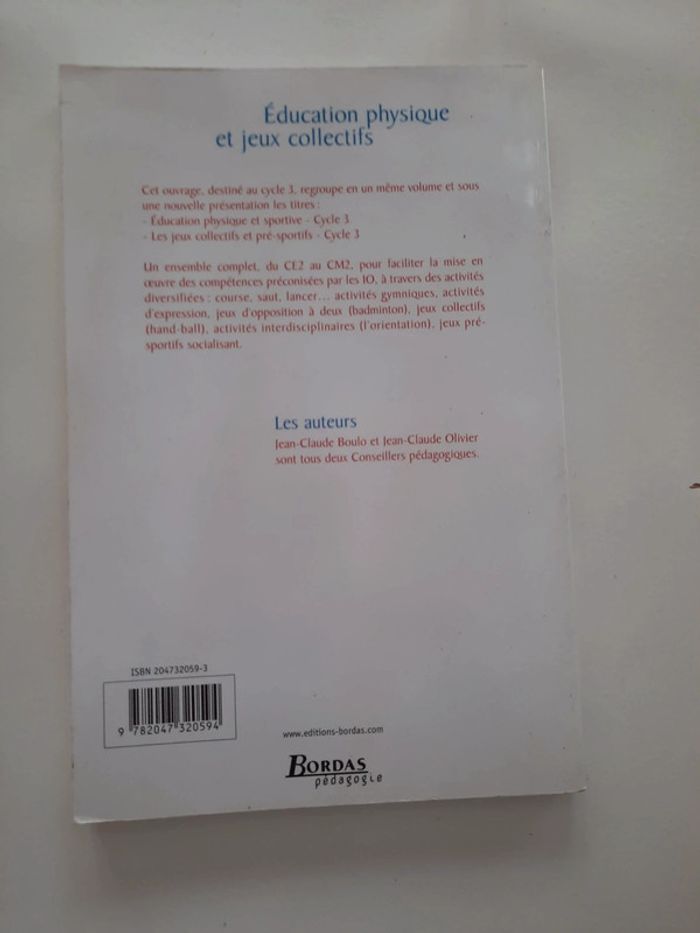 Éducation physique
et jeux collectifs
Cet ouvrage, destiné au cycle 3, regroupe en un même volume et sous
une nouvelle présentation les titres :
- Éducation physique et sportive - Cycle 3
- Les jeux collectifs et pré-sportifs - Cycle 3
Un ensemble complet, du CE2 au CM2, pour faciliter la mise en
œuvre des compétences préconisées par les IO, à travers des activités
diversifiées : course, saut, lancer... activités gymniques, activités
d'expression, jeux d'opposition à deux (badminton), jeux collectifs
(hand-ball), activités interdisciplinaires (l'orientation), jeux pré-
sportifs socialisant.
Les auteurs
Jean-Claude Boulo et Jean-Claude Olivier
sont tous deux Conseillers pédagogiques.
ISBN 204732059-3
9 782047 320594
www.editions-bordas.com
BORDAS
pédagogie